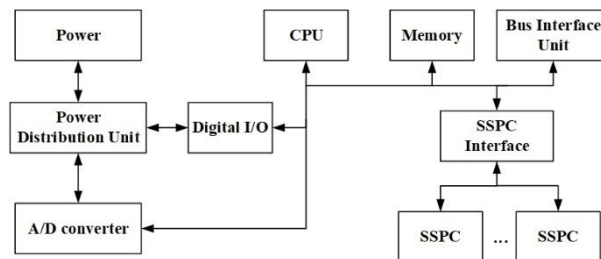 Power
CPU
Memory
Bus Interface
Unit
Power
Distribution Unit
Digital I/O
SSPC
Interface
A/D converter
SSPC
...
SSPC